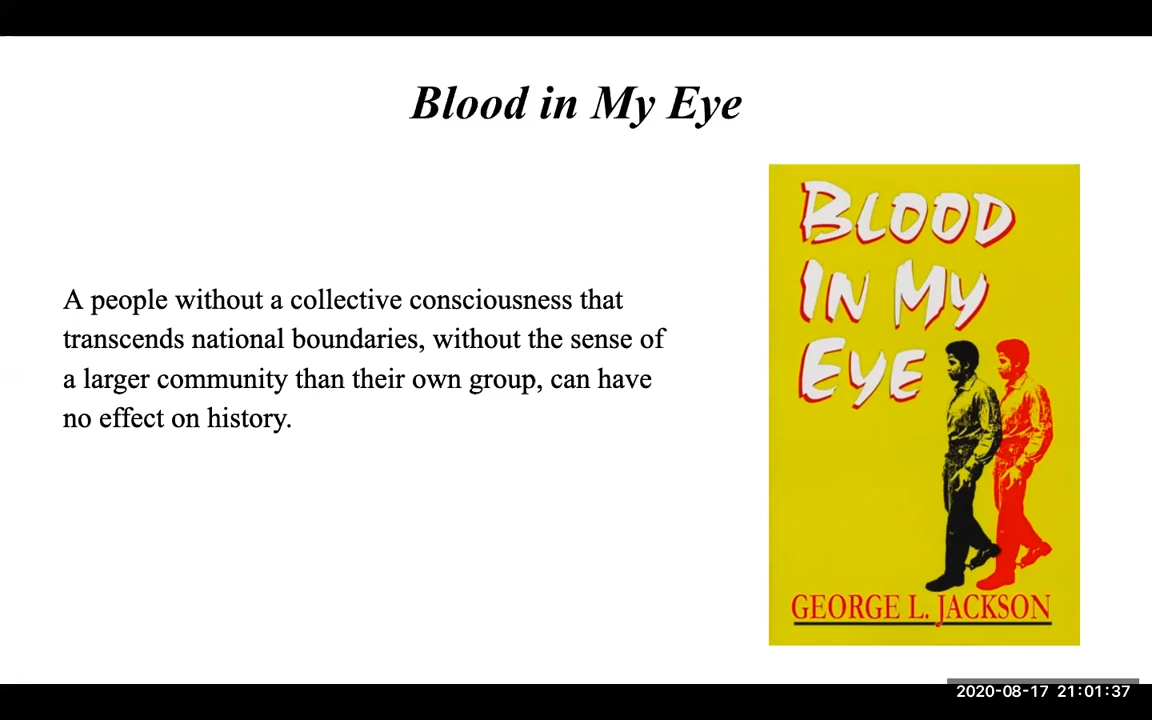 Blood in My Eye
A people without a collective consciousness that
transcends national boundaries, without the sense of
a larger community than their own group, can have
no effect on history.
BLOOD
IN MY
EYE
GEORGE L. JACKSON
2020-08-17 21:01:37